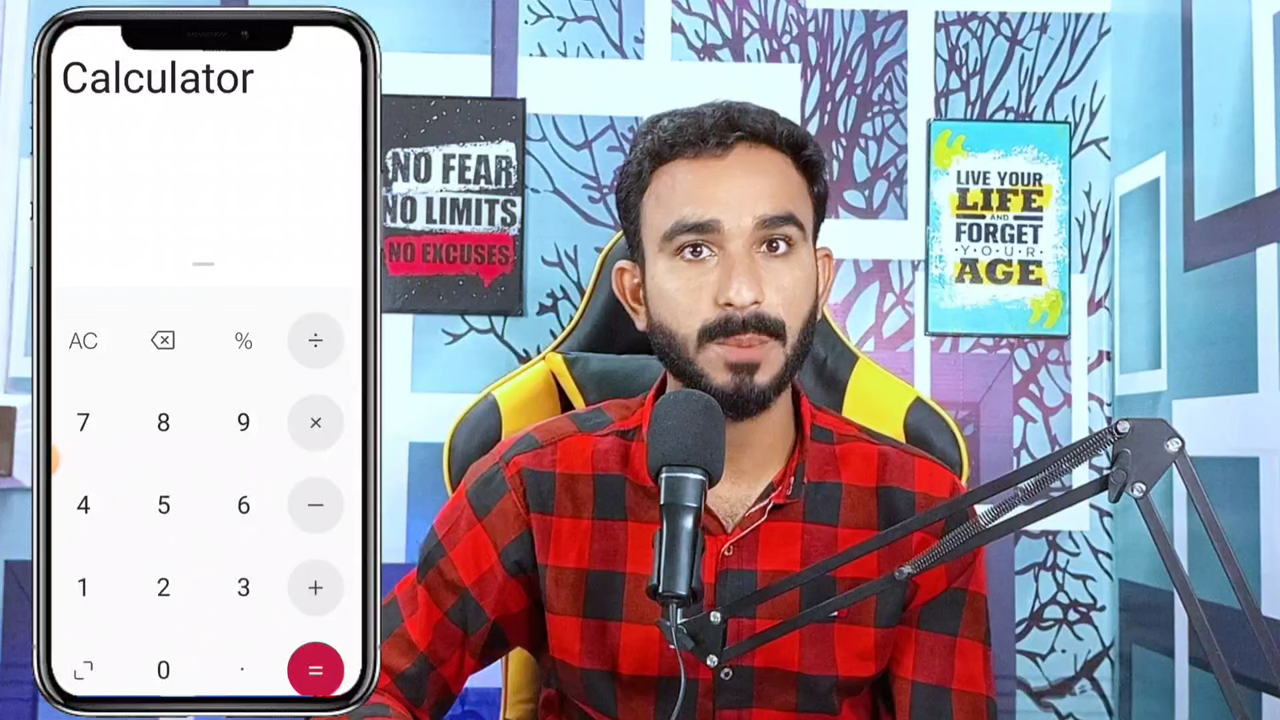 Calculator
AC % ÷
7 8 9 ×
4 5 6 −
1 2 3 +
0 . =
NO FEAR
NO LIMITS
NO EXCUSES
LIVE YOUR
LIFE
AND
FORGET
YOUR
AGE